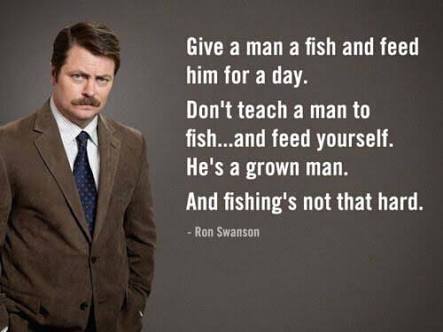 Give a man a fish and feed
him for a day.
Don't teach a man to
fish...and feed yourself.
He's a grown man.
And fishing's not that hard.
- Ron Swanson